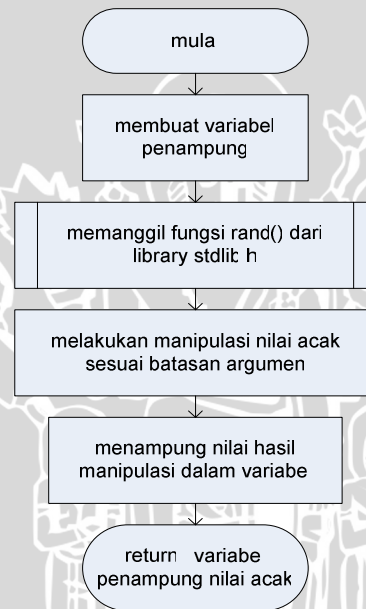 mula
membuat variabel
penampung
memanggil fungsi rand() dari
library stdlib h
melakukan manipulasi nilai acak
sesuai batasan argumen
menampung nilai hasil
manipulasi dalam variabe
return variabe
penampung nilai acak